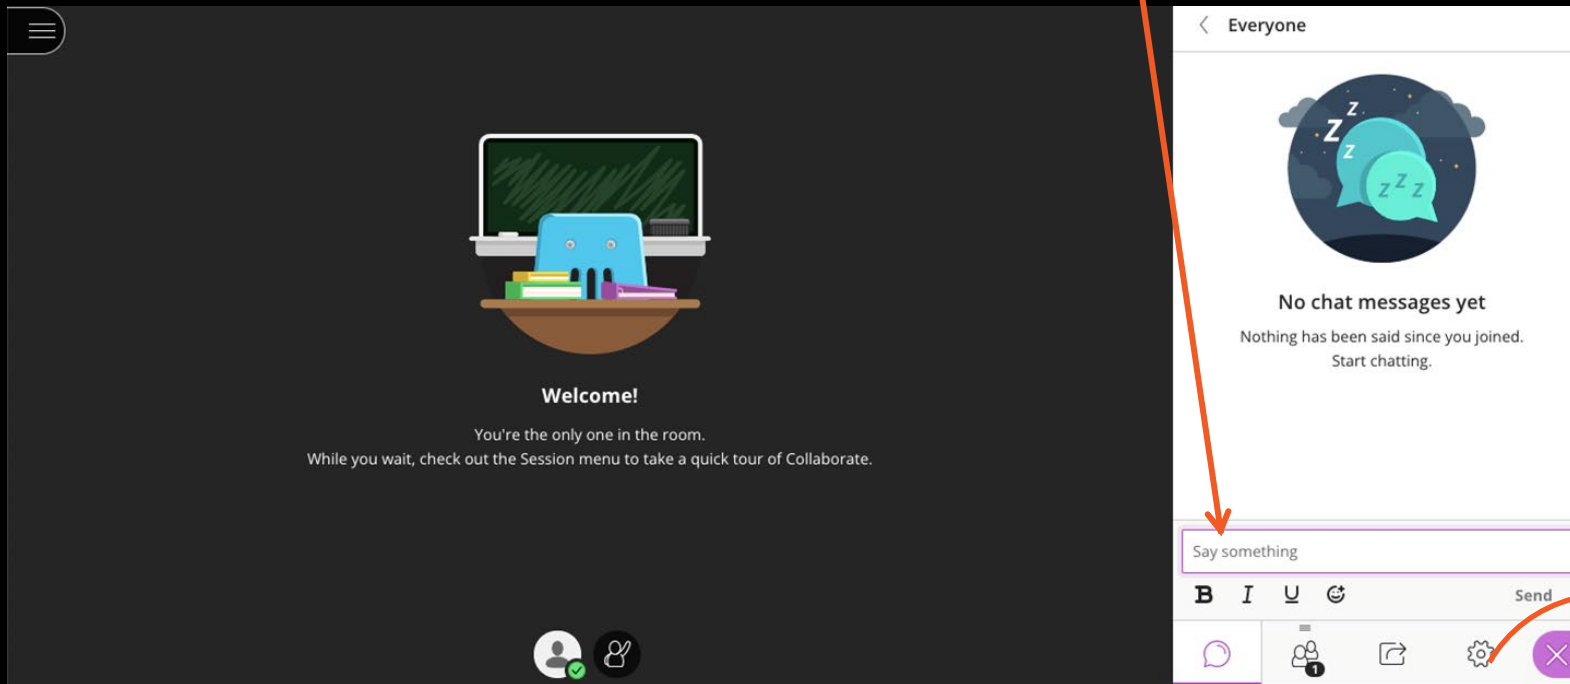 Everyone
z
Z
z
z z z
No chat messages yet
Nothing has been said since you joined.
Start chatting.
Welcome!
You're the only one in the room.
While you wait, check out the Session menu to take a quick tour of Collaborate.
Say something
B I U
Send
1